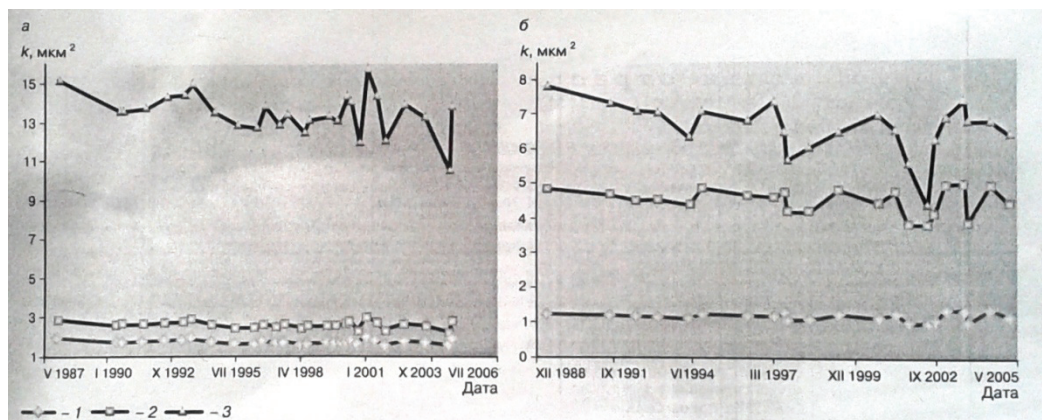 а
k, мкм²
15
13
11
9
7
5
3
1
V 1987 I 1990 X 1992 VII 1995 IV 1998 I 2001 X 2003 VII 2006
Дата
б
k, мкм²
8
7
6
5
4
3
2
1
0
XII 1988 IX 1991 VI 1994 III 1997 XII 1999 IX 2002 V 2005
Дата
– 1 – 2 – 3